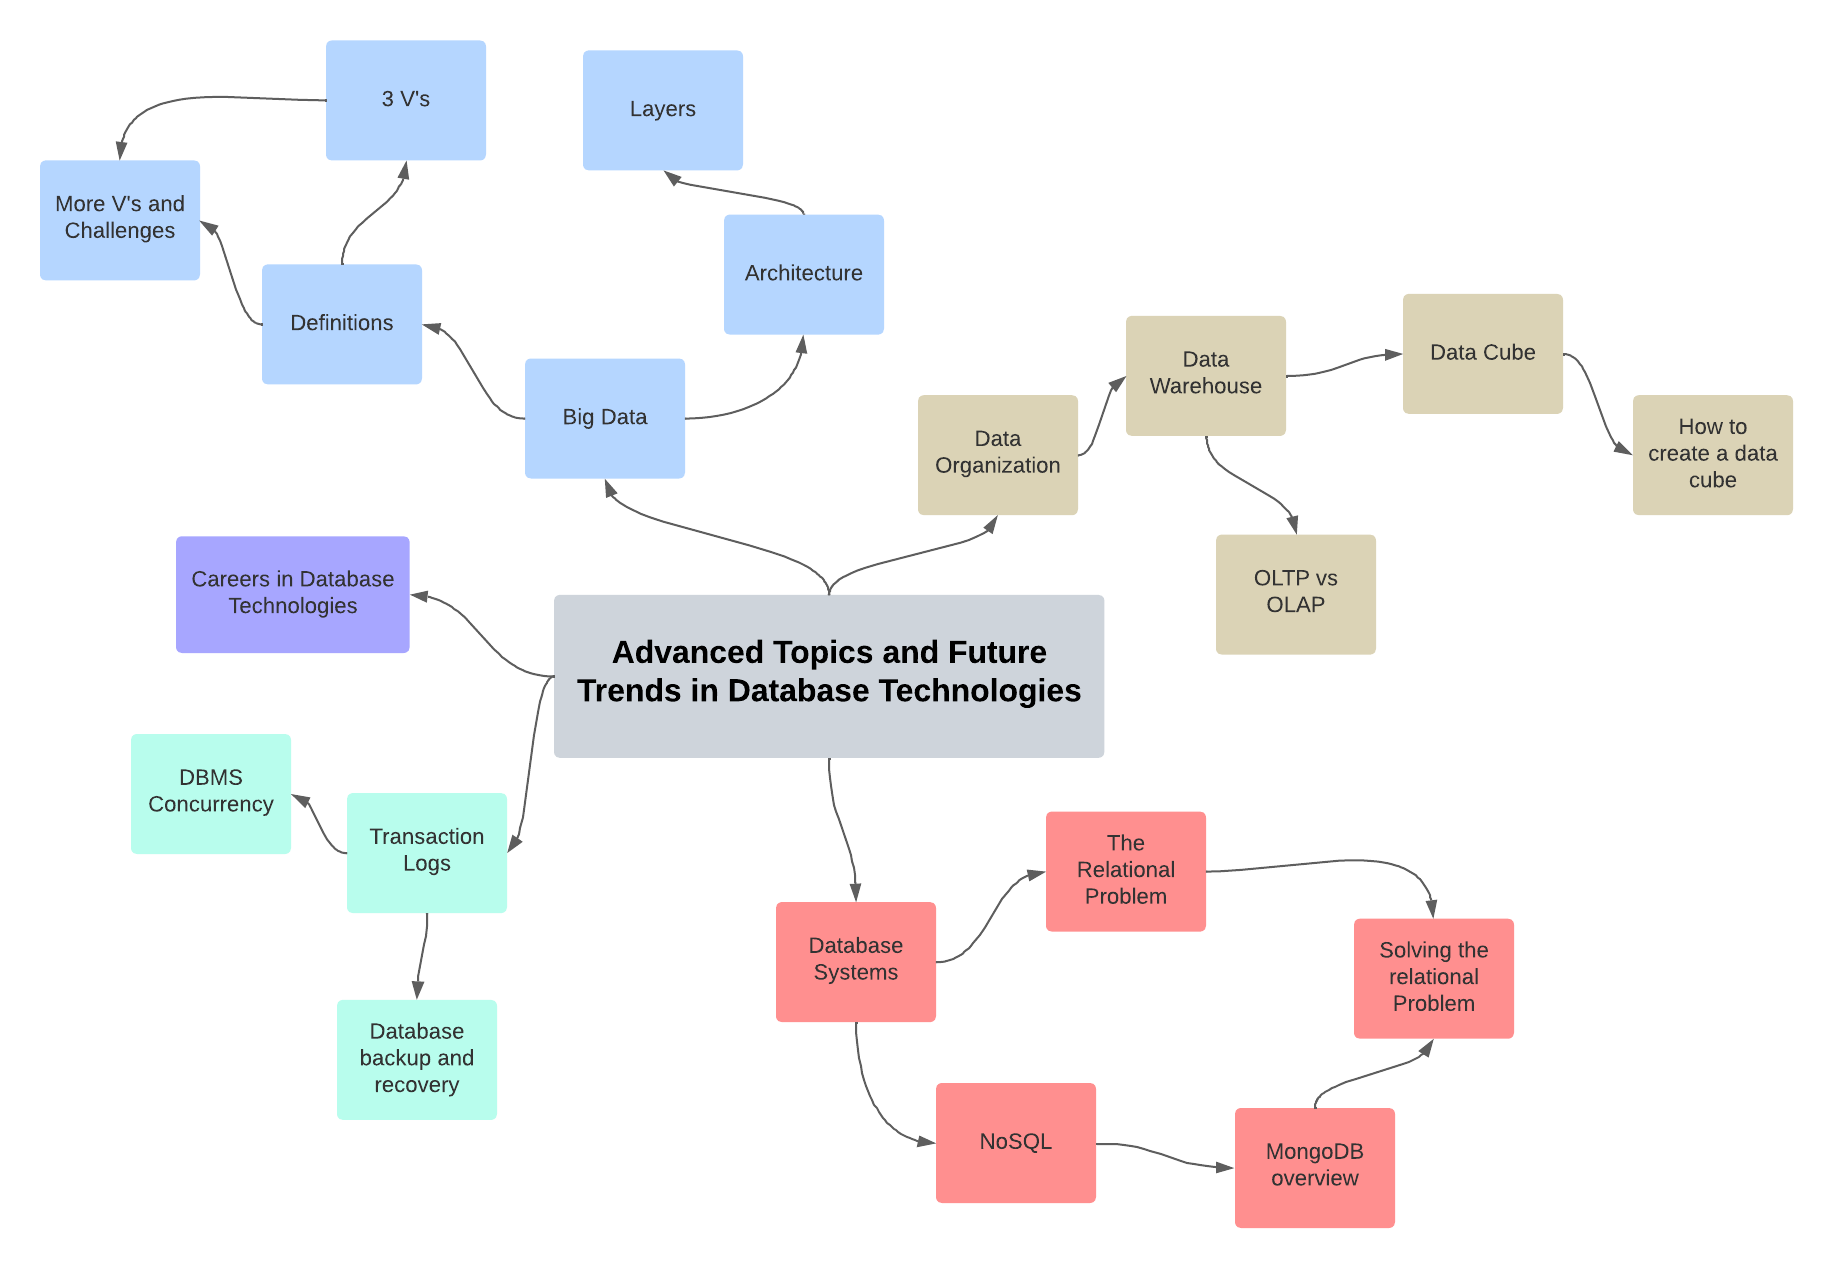 3 V's
Layers
More V's and
Challenges
Architecture
Definitions
Big Data
Data
Warehouse
Data Cube
Data
Organization
How to
create a data
cube
OLTP vs
OLAP
Careers in Database
Technologies
Advanced Topics and Future
Trends in Database Technologies
DBMS
Concurrency
Transaction
Logs
Database
backup and
recovery
Database
Systems
The
Relational
Problem
Solving the
relational
Problem
NoSQL
MongoDB
overview